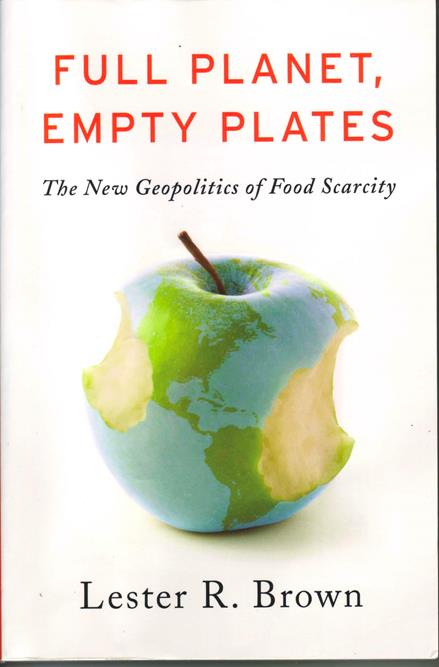 FULL PLANET,
EMPTY PLATES
The New Geopolitics of Food Scarcity
Lester R. Brown